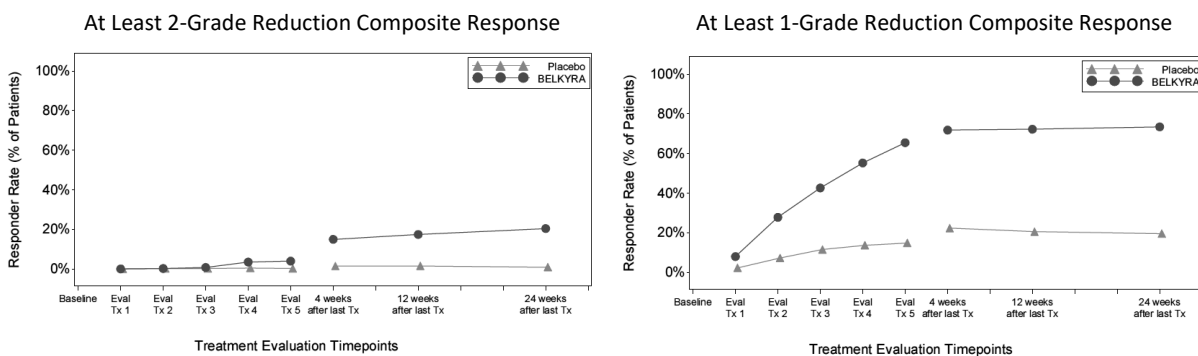 At Least 2-Grade Reduction Composite Response
Responder Rate (% of Patients)
100%
80%
60%
40%
20%
0%
Placebo
BELKYRA
Baseline
Eval Tx 1
Eval Tx 2
Eval Tx 3
Eval Tx 4
Eval Tx 5
4 weeks after last Tx
12 weeks after last Tx
24 weeks after last Tx
Treatment Evaluation Timepoints
At Least 1-Grade Reduction Composite Response
Responder Rate (% of Patients)
100%
80%
60%
40%
20%
0%
Placebo
BELKYRA
Baseline
Eval Tx 1
Eval Tx 2
Eval Tx 3
Eval Tx 4
Eval Tx 5
4 weeks after last Tx
12 weeks after last Tx
24 weeks after last Tx
Treatment Evaluation Timepoints